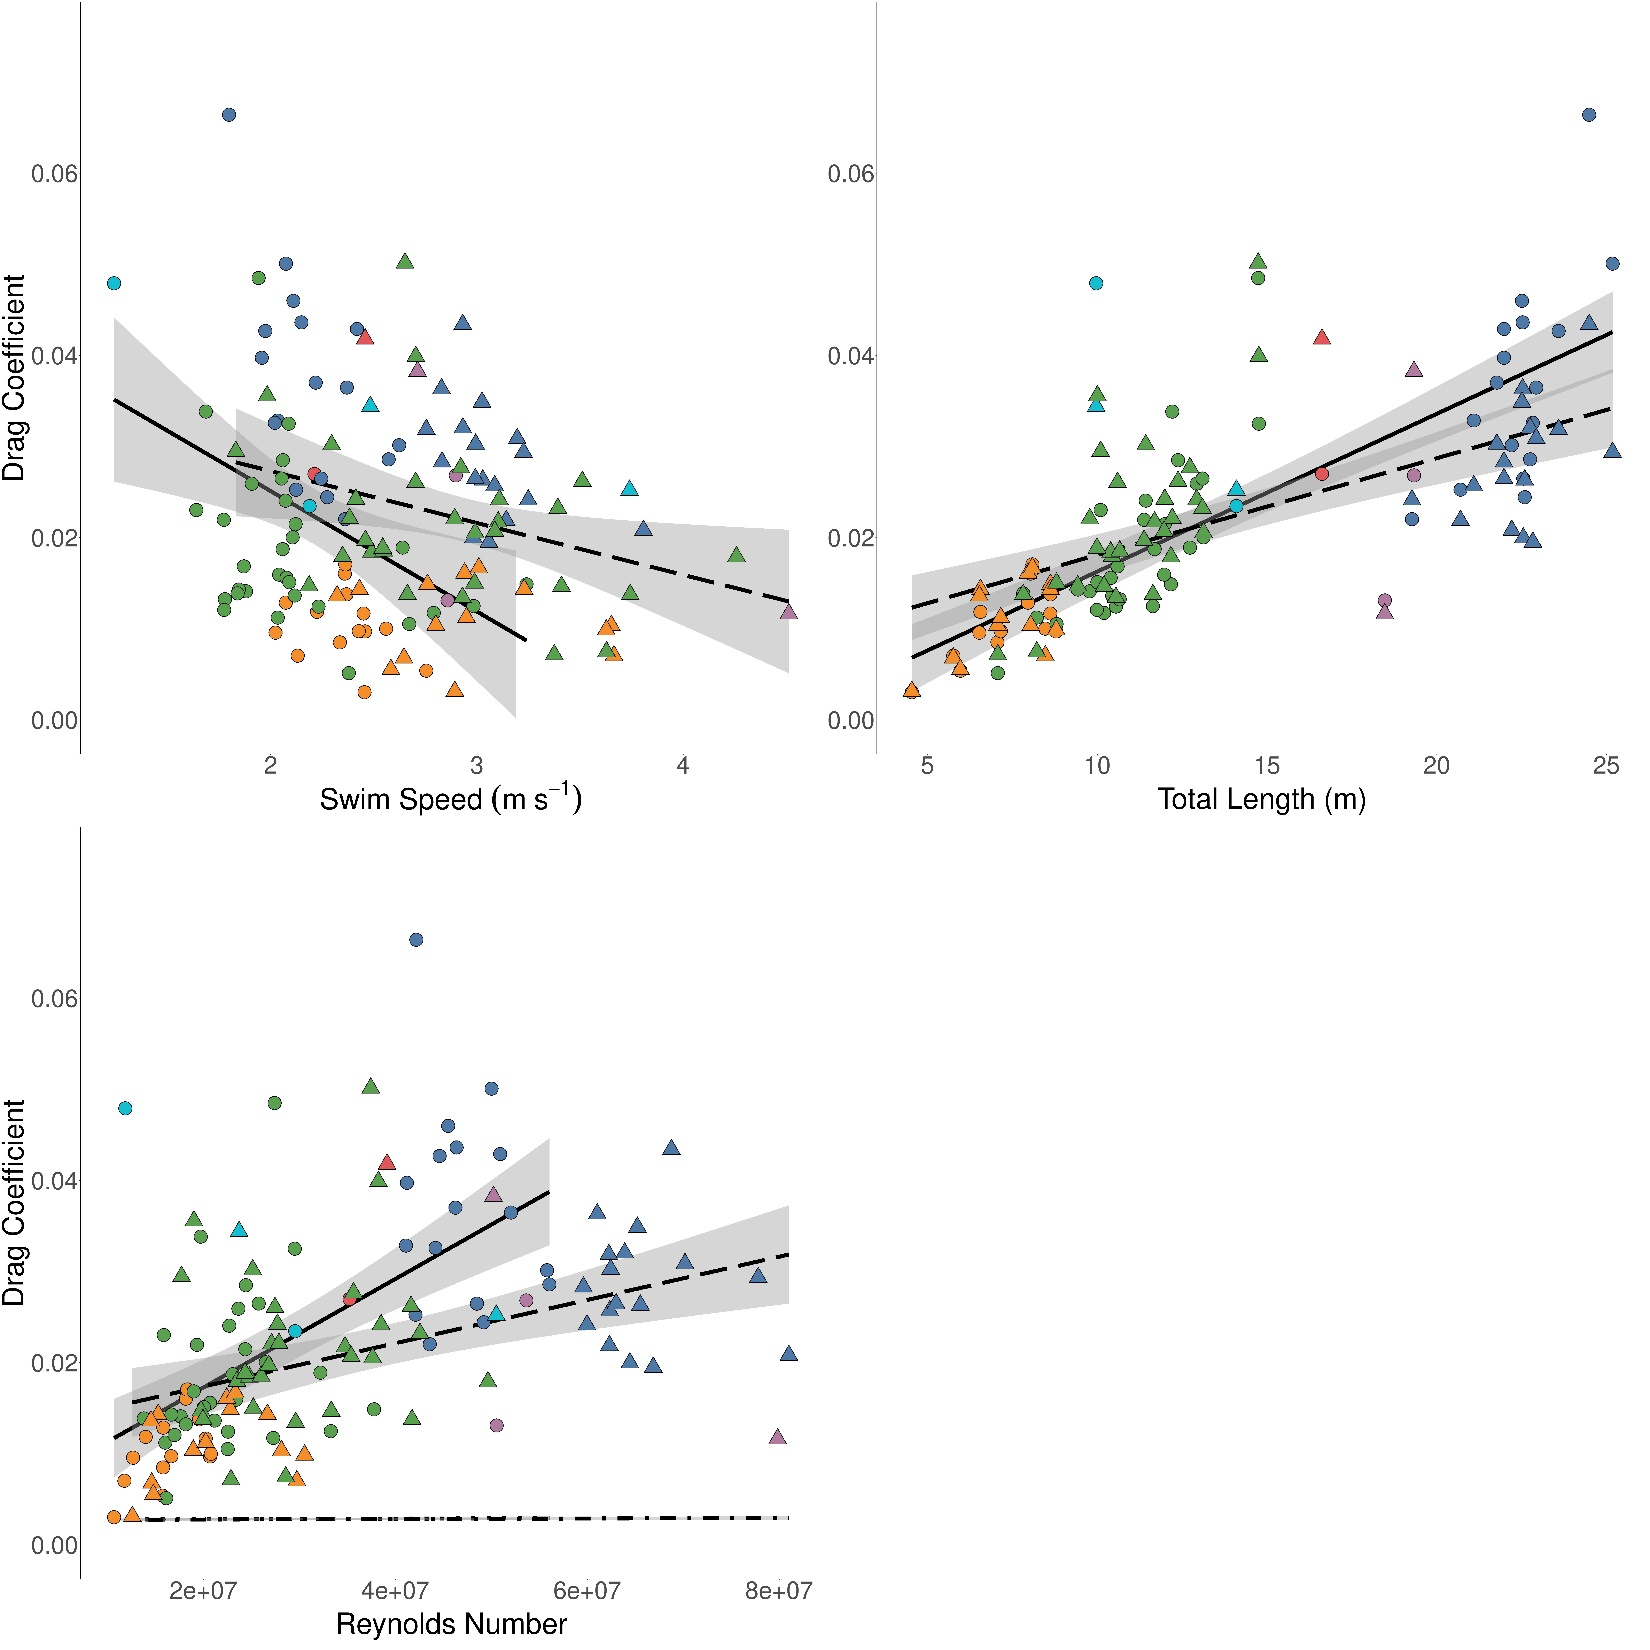 Drag Coefficient
0.06
0.04
0.02
0.00
2 3 4
Swim Speed (m s⁻¹)
0.06
0.04
0.02
0.00
5 10 15 20 25
Total Length (m)
Drag Coefficient
0.06
0.04
0.02
0.00
2e+07 4e+07 6e+07 8e+07
Reynolds Number